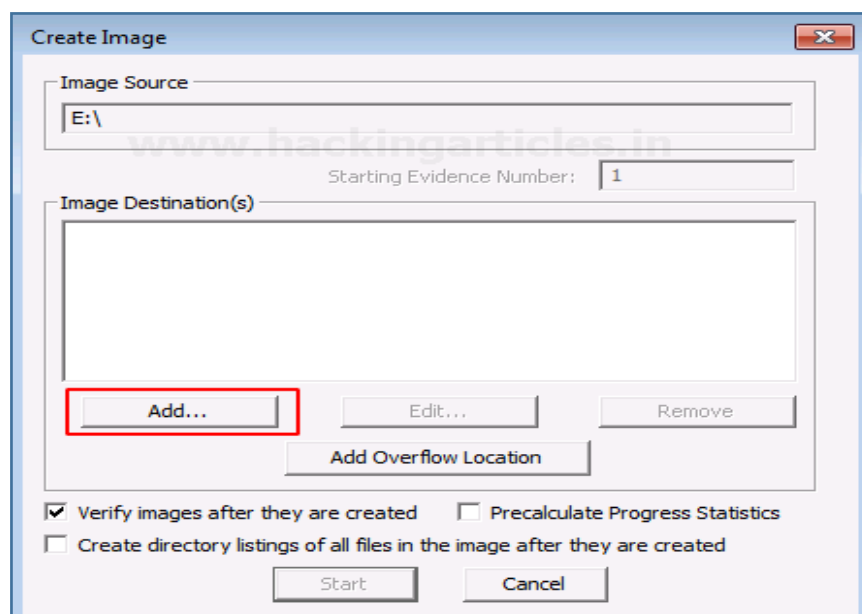 Create Image
Image Source
E:\
www.hackingarticles.in
Starting Evidence Number: 1
Image Destination(s)
Add... Edit... Remove
Add Overflow Location
Verify images after they are created Precalculate Progress Statistics
Create directory listings of all files in the image after they are created
Start Cancel